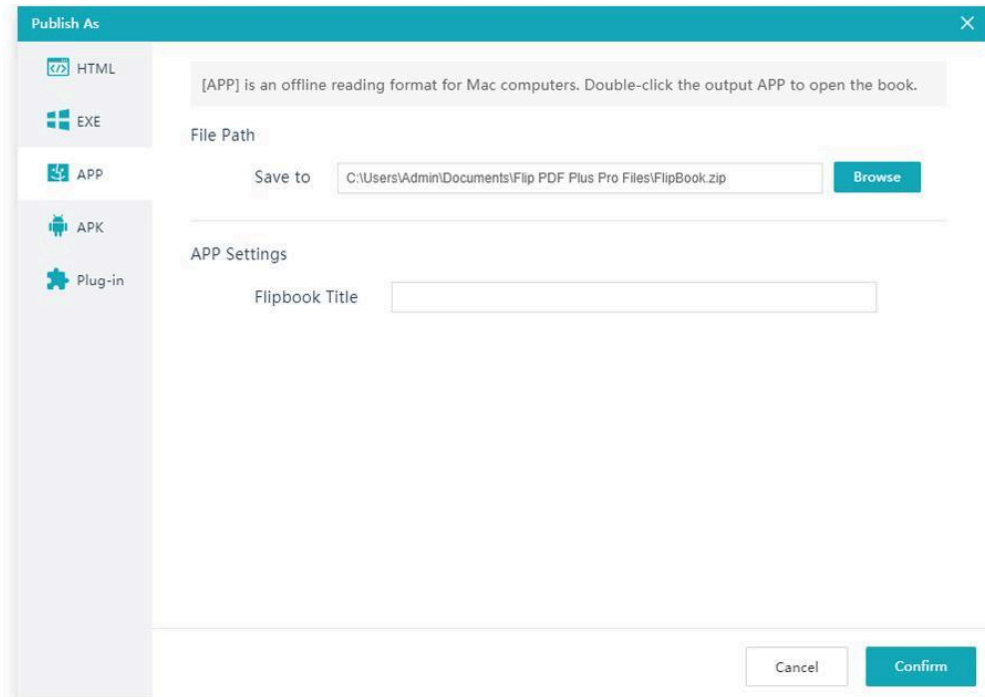 Publish As
HTML
EXE
APP
APK
Plug-in
[APP] is an offline reading format for Mac computers. Double-click the output APP to open the book.
File Path
Save to C:\Users\Admin\Documents\Flip PDF Plus Pro Files\FlipBook.zip Browse
APP Settings
Flipbook Title
Cancel Confirm